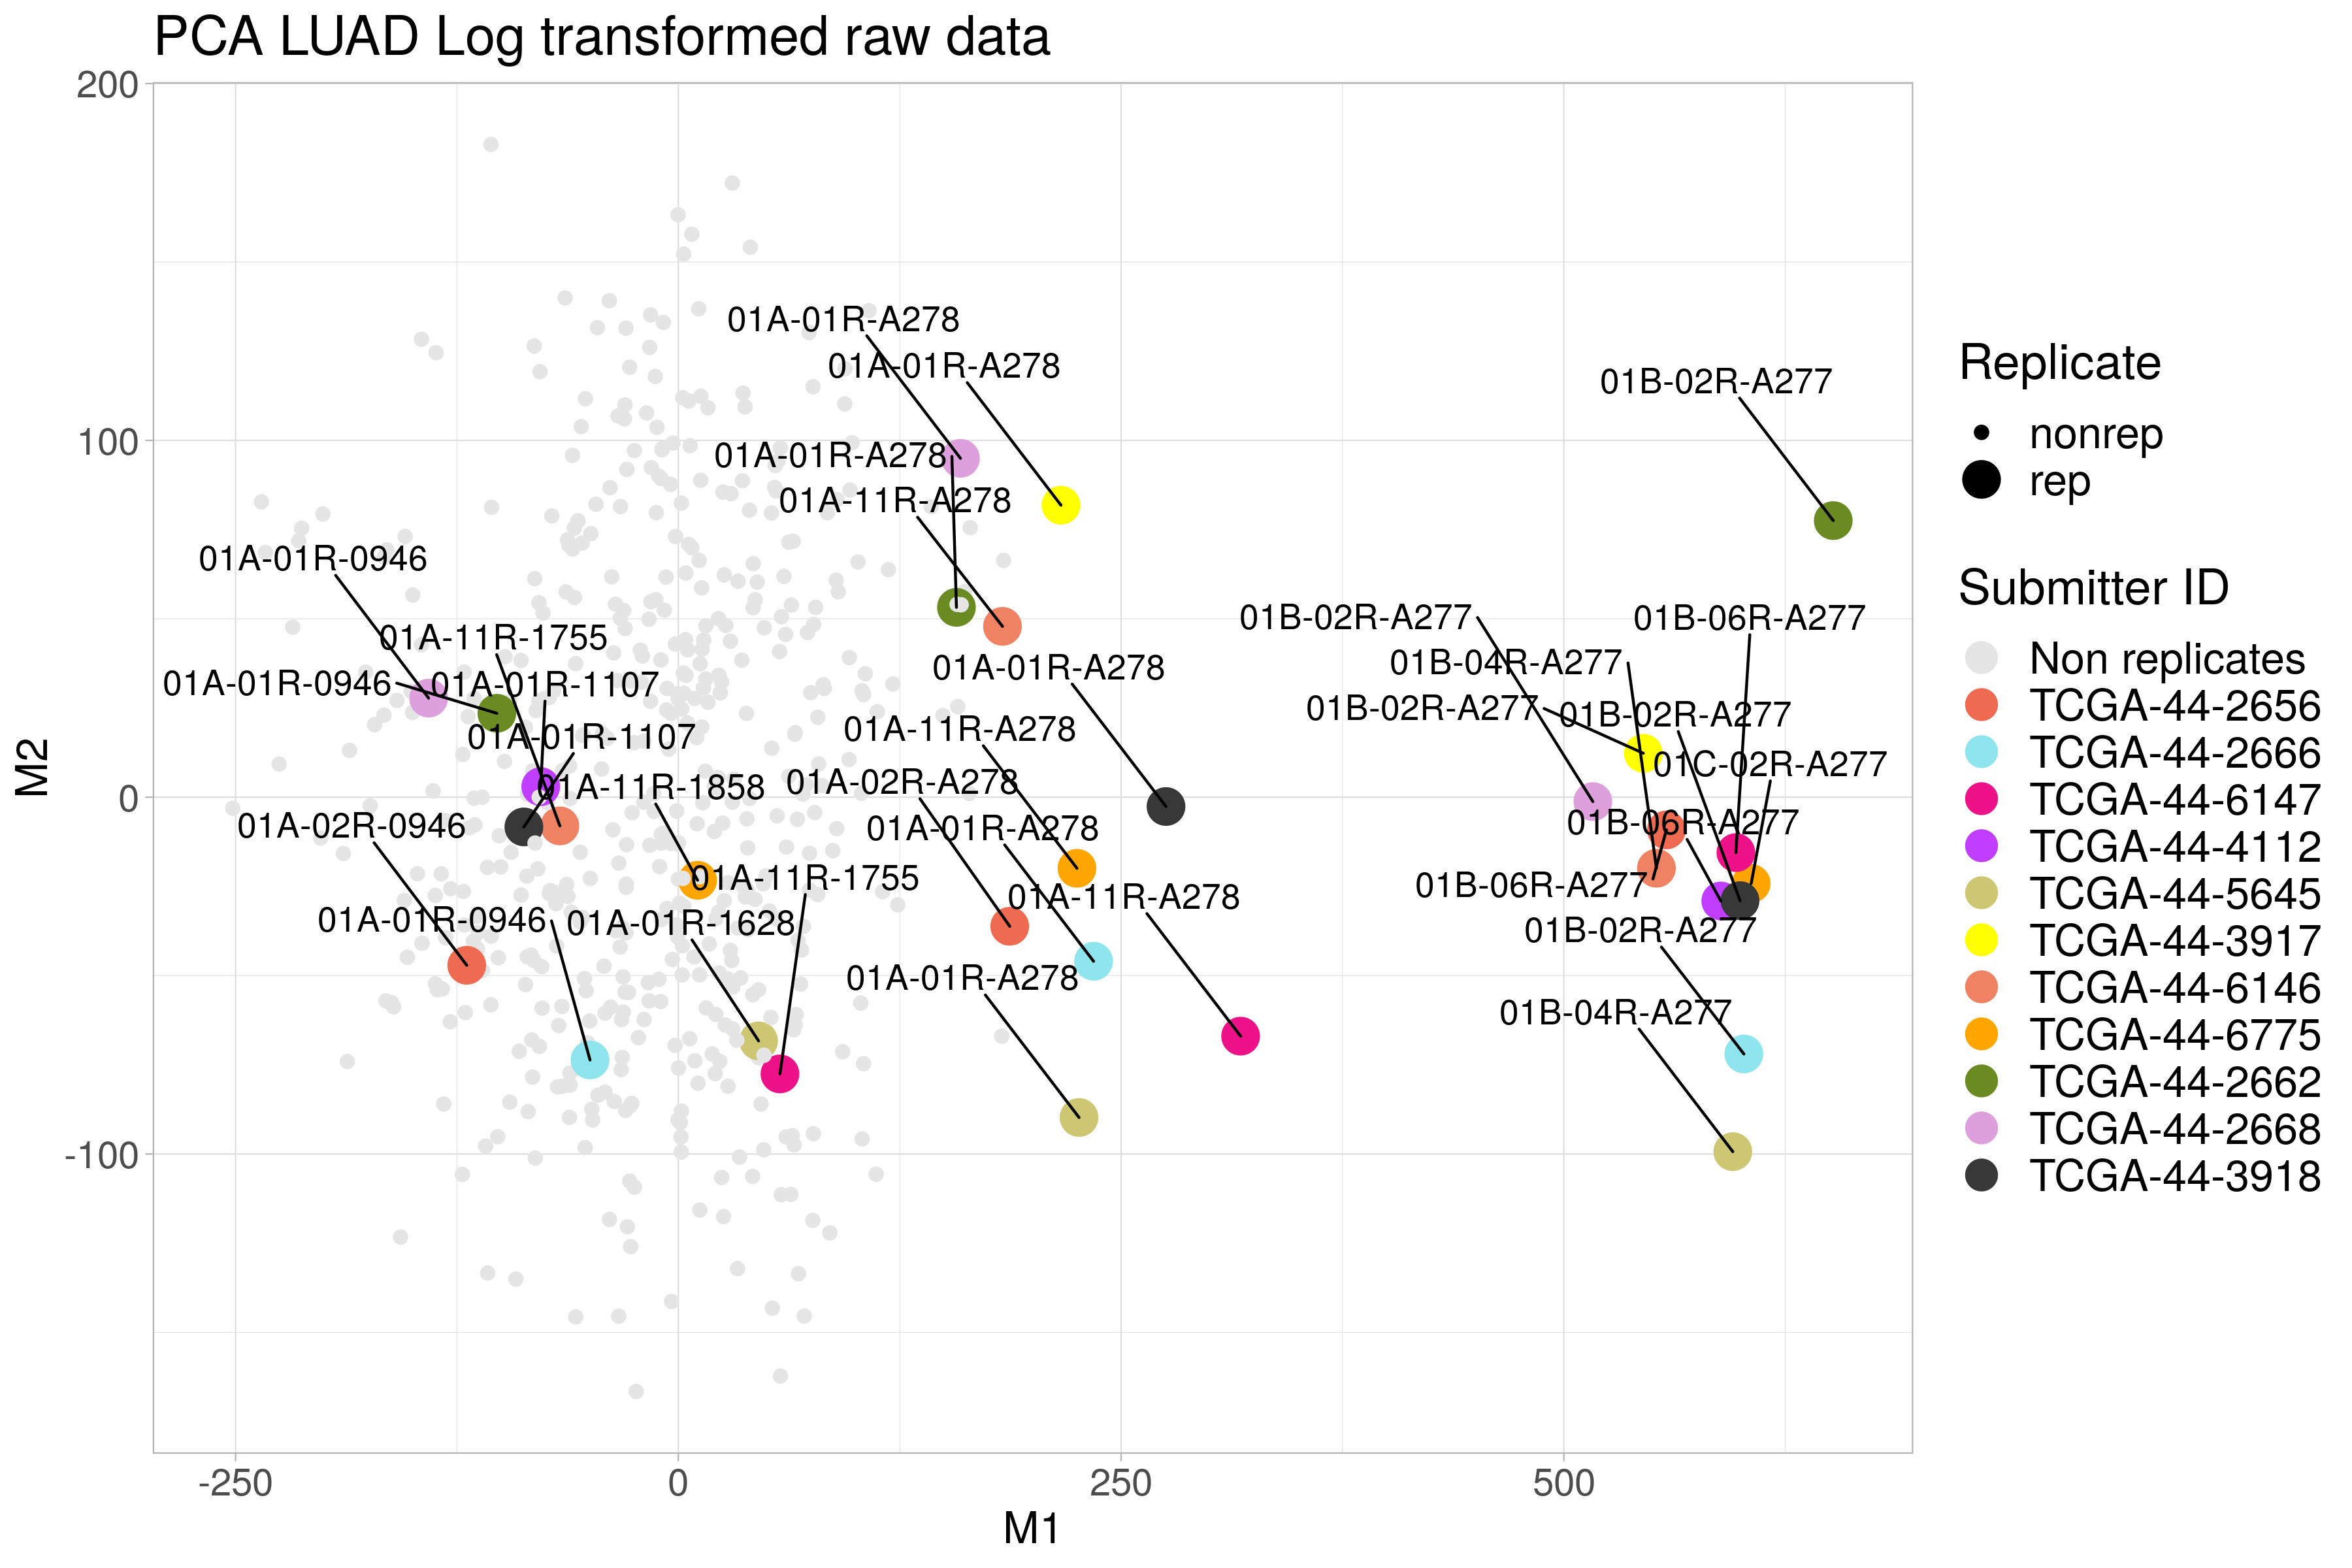 PCA LUAD Log transformed raw data
200
100
0
-100
M2
-250
0
250
500
M1
01A-01R-A278
01A-01R-A278
01B-02R-A277
01A-01R-A278
01A-11R-A278
01A-01R-0946
01B-02R-A277
01B-06R-A277
01A-11R-1755
01B-04R-A277
01A-01R-A278
01A-01R-0946
01A-01R-1107
01B-02R-A277
01B-02R-A277
01A-11R-A278
01A-01R-1107
01C-02R-A277
01A-02R-A278
01A-11R-1858
01B-06R-A277
01A-02R-0946
01A-01R-A278
01A-11R-1755
01B-06R-A277
01A-11R-A278
01A-01R-0946
01A-01R-1628
01B-02R-A277
01A-01R-A278
01B-04R-A277
Replicate
nonrep
rep
Submitter ID
Non replicates
TCGA-44-2656
TCGA-44-2666
TCGA-44-6147
TCGA-44-4112
TCGA-44-5645
TCGA-44-3917
TCGA-44-6146
TCGA-44-6775
TCGA-44-2662
TCGA-44-2668
TCGA-44-3918